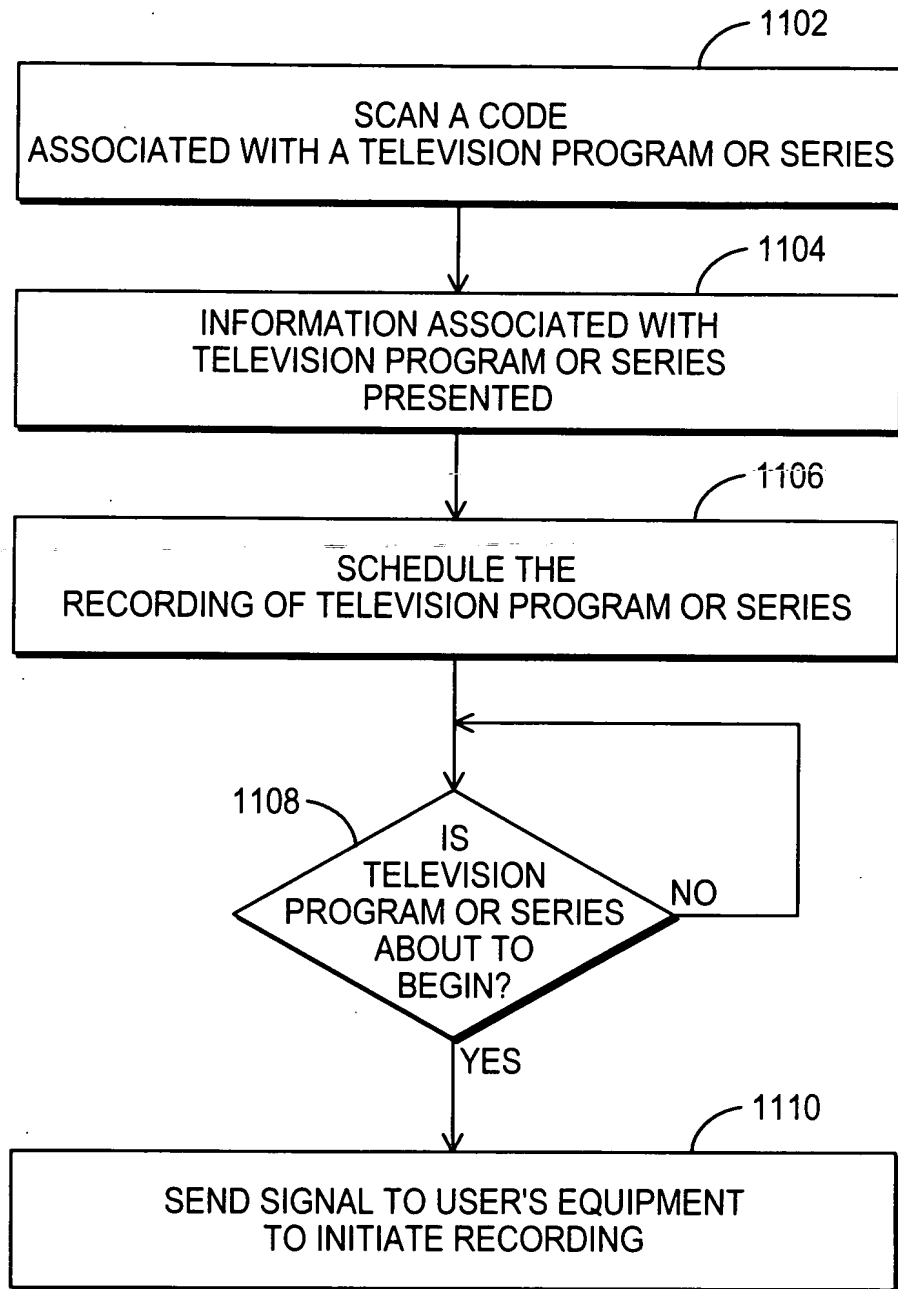 1102
SCAN A CODE
ASSOCIATED WITH A TELEVISION PROGRAM OR SERIES
1104
INFORMATION ASSOCIATED WITH
TELEVISION PROGRAM OR SERIES
PRESENTED
1106
SCHEDULE THE
RECORDING OF TELEVISION PROGRAM OR SERIES
1108
IS
TELEVISION
PROGRAM OR SERIES
ABOUT TO
BEGIN?
NO
YES
1110
SEND SIGNAL TO USER'S EQUIPMENT
TO INITIATE RECORDING